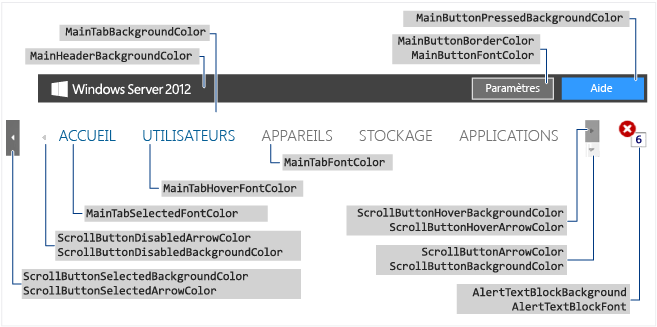 MainTabBackgroundColor
MainButtonPressedBackgroundColor
MainHeaderBackgroundColor
MainButtonBorderColor
MainButtonFontColor
Windows Server 2012
Paramètres
Aide
ACCUEIL
UTILISATEURS
APPAREILS
STOCKAGE
APPLICATIONS
6
MainTabFontColor
MainTabHoverFontColor
MainTabSelectedFontColor
ScrollButtonHoverBackgroundColor
ScrollButtonHoverArrowColor
ScrollButtonDisabledArrowColor
ScrollButtonDisabledBackgroundColor
ScrollButtonArrowColor
ScrollButtonBackgroundColor
ScrollButtonSelectedBackgroundColor
ScrollButtonSelectedArrowColor
AlertTextBlockBackground
AlertTextBlockFont